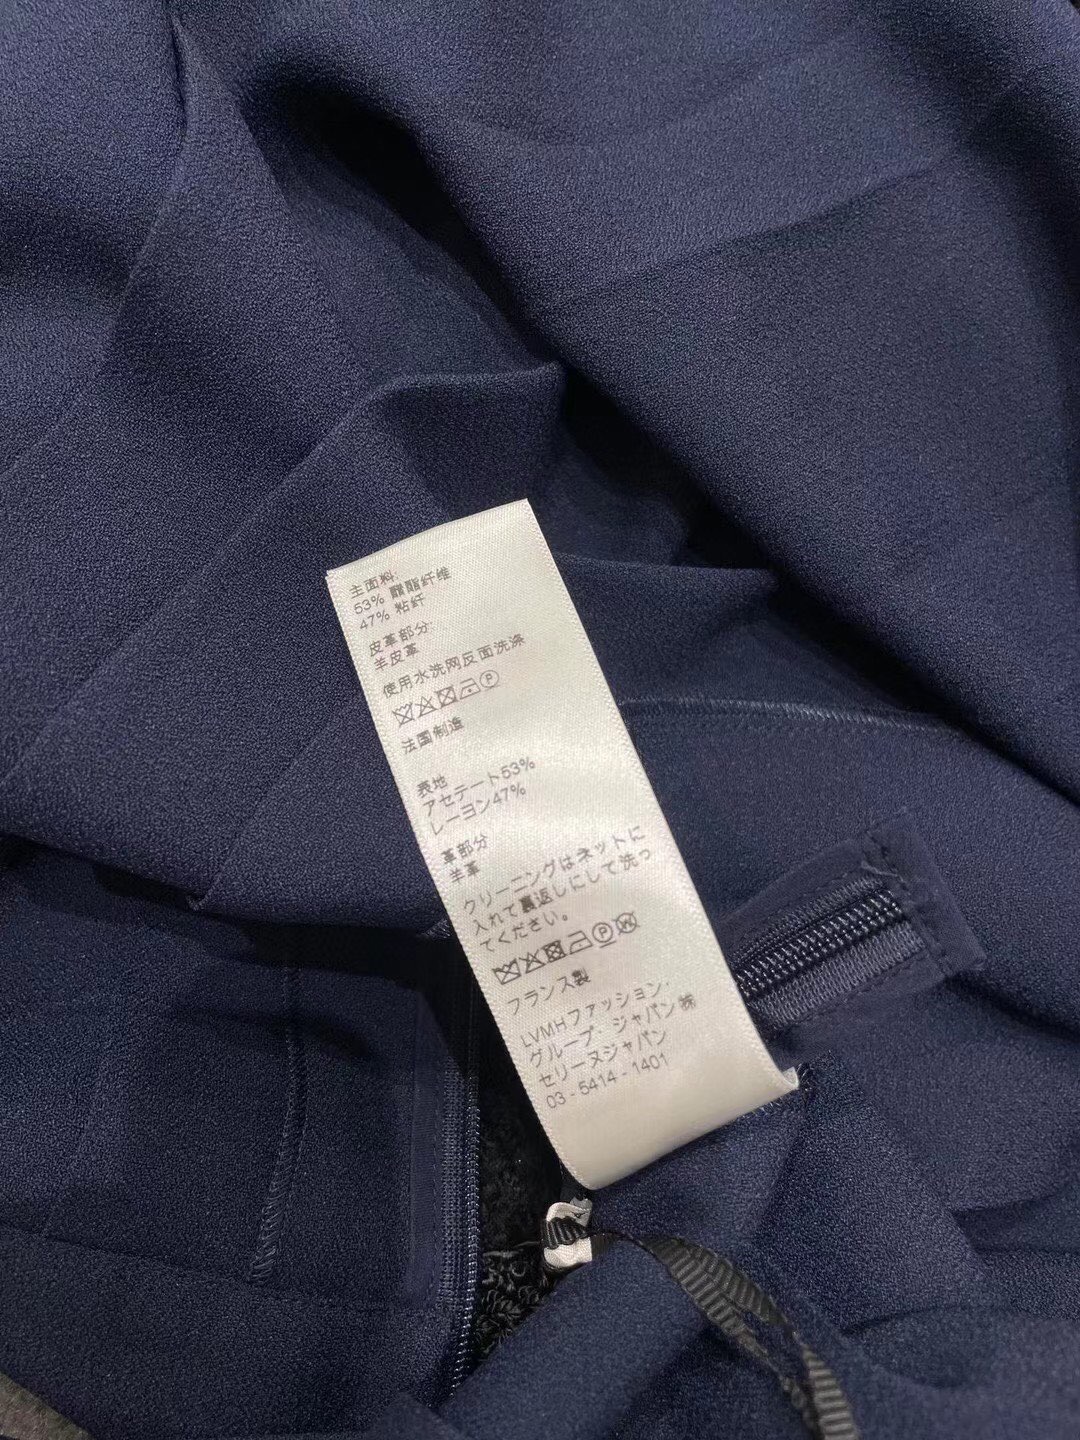 主面料:
53% 醋酯纤维
47% 粘纤
皮革部分:
羊皮革
使用水洗网反面洗涤
P
法国制造
表地
アセテート53%
レーヨン47%
革部分
羊革
クリーニングはネットに
入れて裏返しにして洗っ
てください。
P W
フランス製
LVMHファッション・
グループ・ジャパン㈱
セリーヌジャパン
03 - 5414 - 1401